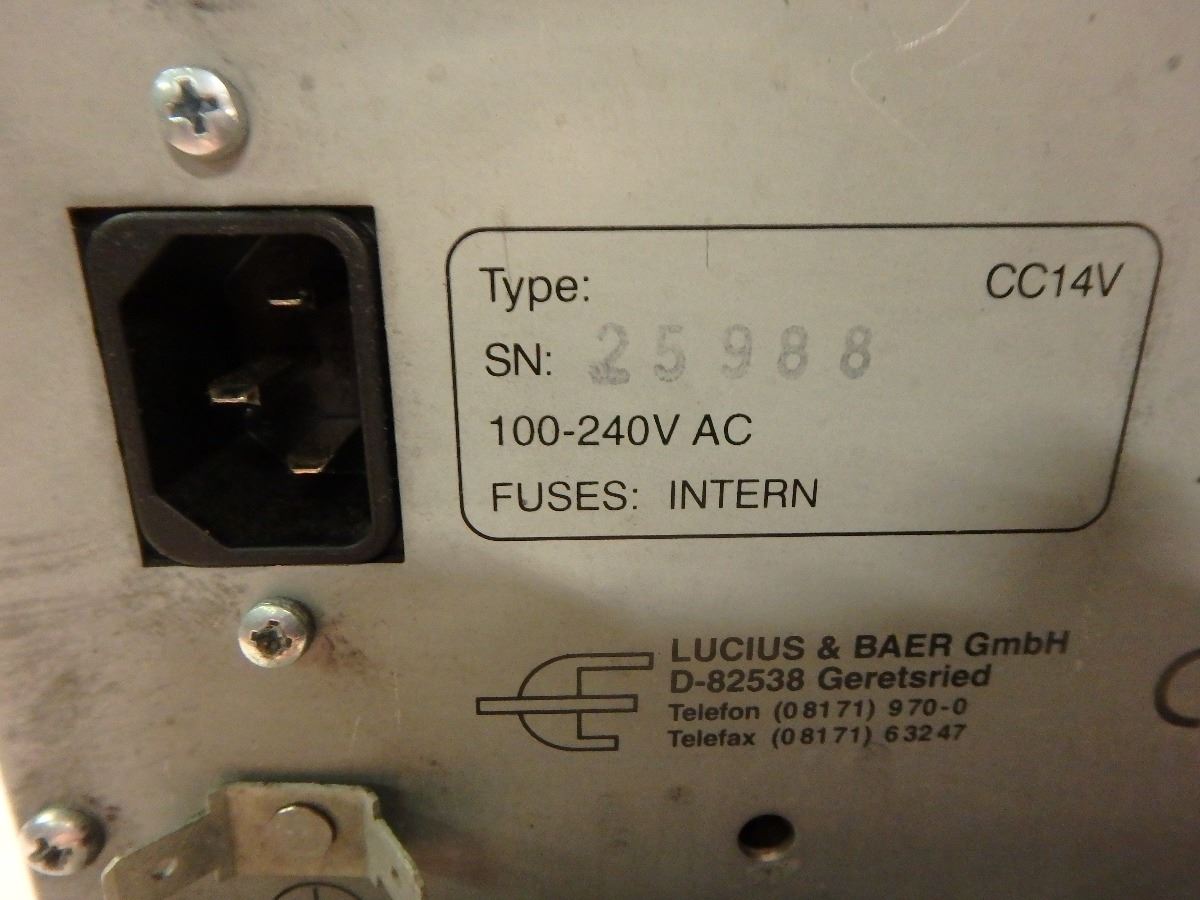 Type: CC14V
SN: 25988
100-240V AC
FUSES: INTERN
LUCIUS & BAER GmbH
D-82538 Geretsried
Telefon (08171) 970-0
Telefax (08171) 63247